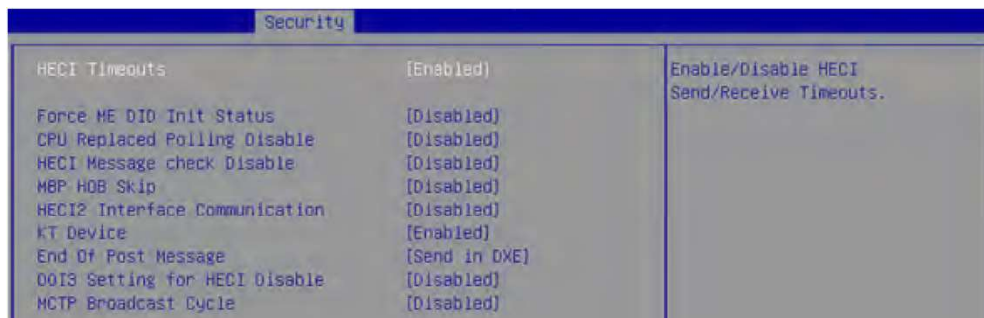 Security
HECI Timeouts [Enabled]
Enable/Disable HECI
Send/Receive Timeouts.
Force ME DID Init Status [Disabled]
CPU Replaced Polling Disable [Disabled]
HECI Message check Disable [Disabled]
MBP HOB Skip [Disabled]
HECI2 Interface Communication [Disabled]
KT Device [Enabled]
End Of Post Message [Send in DXE]
DOI3 Setting for HECI Disable [Disabled]
MCTP Broadcast Cycle [Disabled]